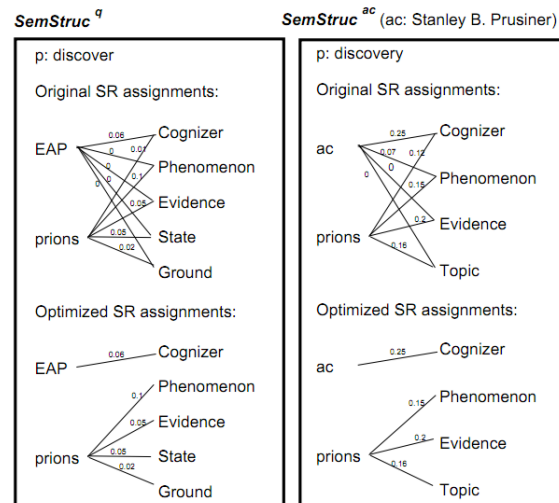 SemStruc q
p: discover
Original SR assignments:
EAP
prions
0.06
0.01
0
0.1
0
0
0.05
0
0.05
0.02
Cognizer
Phenomenon
Evidence
State
Ground
Optimized SR assignments:
EAP
prions
0.06
0.1
0.05
0.05
0.02
Cognizer
Phenomenon
Evidence
State
Ground
SemStruc ac (ac: Stanley B. Prusiner)
p: discovery
Original SR assignments:
ac
prions
0.25
0.07
0.12
0
0.15
0
0.2
0.16
Cognizer
Phenomenon
Evidence
Topic
Optimized SR assignments:
ac
prions
0.25
0.15
0.2
0.16
Cognizer
Phenomenon
Evidence
Topic